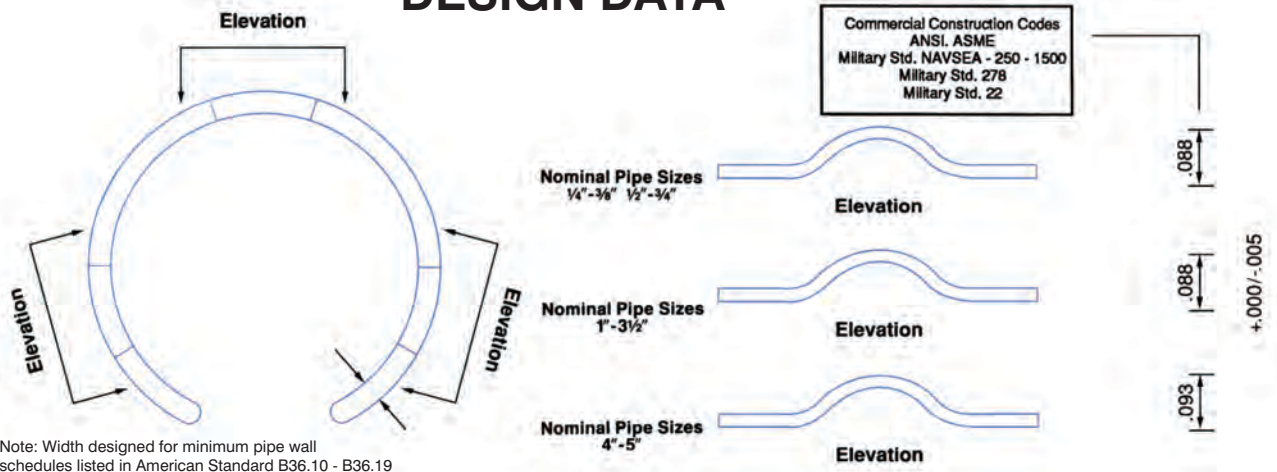 DESIGN DATA
Elevation
Commercial Construction Codes
ANSI. ASME
Military Std. NAVSEA - 250 - 1500
Military Std. 278
Military Std. 22
Nominal Pipe Sizes
¼"-⅜" ½"-¾"
Elevation
.088
Elevation
Elevation
Nominal Pipe Sizes
1"-3½"
Elevation
.088
+.000/-.005
Nominal Pipe Sizes
4"-5"
Elevation
.093
Note: Width designed for minimum pipe wall
schedules listed in American Standard B36.10 - B36.19